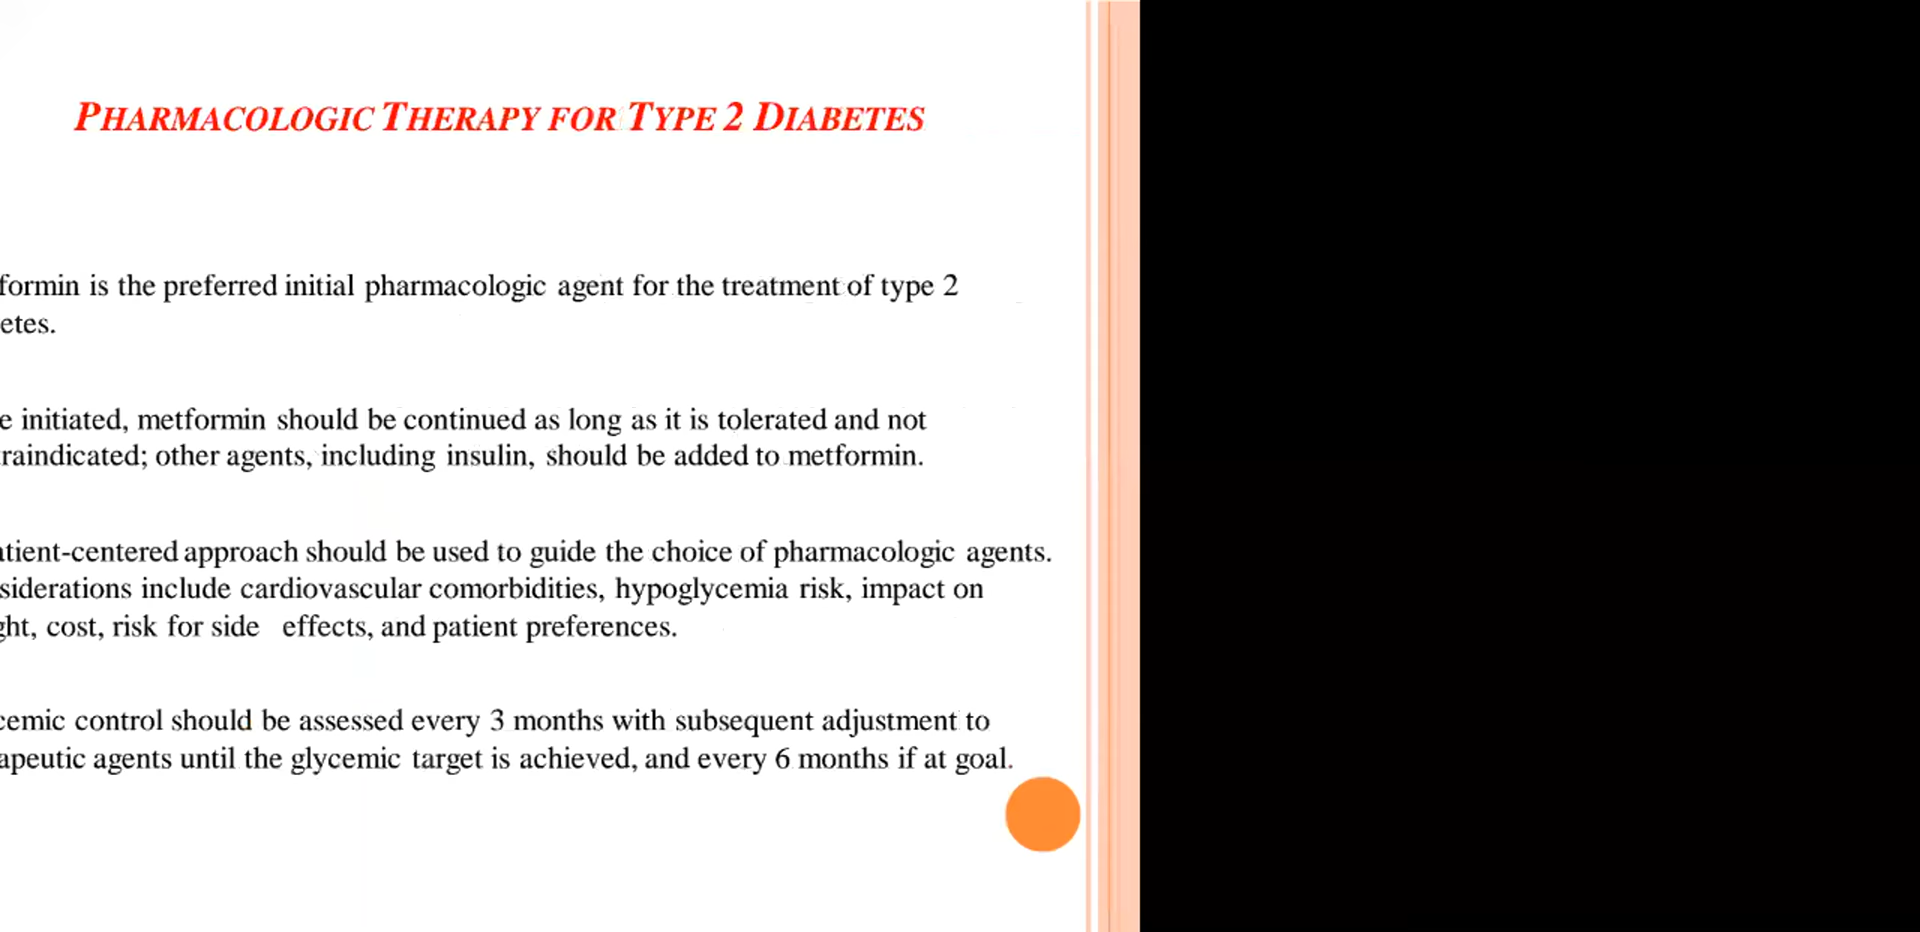 PHARMACOLOGIC THERAPY FOR TYPE 2 DIABETES
formin is the preferred initial pharmacologic agent for the treatment of type 2
etes.
e initiated, metformin should be continued as long as it is tolerated and not
raindicated; other agents, including insulin, should be added to metformin.
tient-centered approach should be used to guide the choice of pharmacologic agents.
siderations include cardiovascular comorbidities, hypoglycemia risk, impact on
ght, cost, risk for side effects, and patient preferences.
cemic control should be assessed every 3 months with subsequent adjustment to
apeutic agents until the glycemic target is achieved, and every 6 months if at goal.